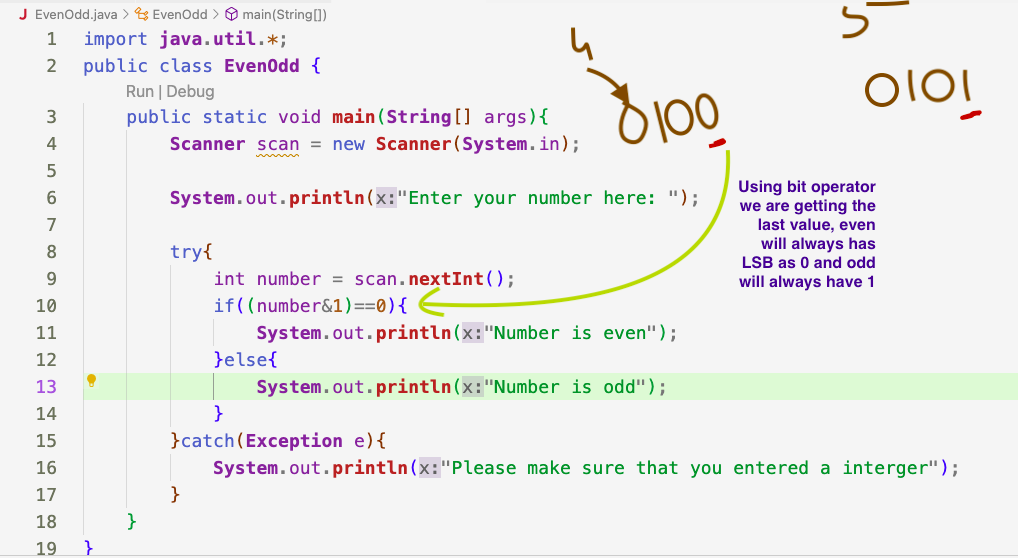 J EvenOdd.java > EvenOdd > main(String[])
1 import java.util.*;
2 public class EvenOdd {
Run | Debug
3 public static void main(String[] args){
4 Scanner scan = new Scanner(System.in);
5
6 System.out.println(x:"Enter your number here: ");
7
8 try{
9 int number = scan.nextInt();
10 if((number&1)==0){
11 System.out.println(x:"Number is even");
12 }else{
13 System.out.println(x:"Number is odd");
14 }
15 }catch(Exception e){
16 System.out.println(x:"Please make sure that you entered a interger");
17 }
18 }
19 }
4
0100
5
0101
Using bit operator
we are getting the
last value, even
will always has
LSB as 0 and odd
will always have 1